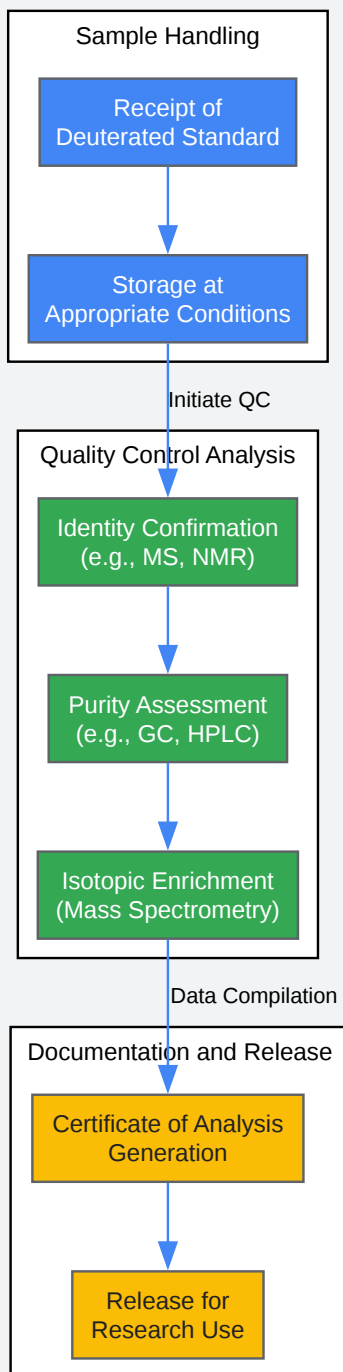 Sample Handling
Receipt of
Deuterated Standard
Storage at
Appropriate Conditions
Initiate QC
Quality Control Analysis
Identity Confirmation
(e.g., MS, NMR)
Purity Assessment
(e.g., GC, HPLC)
Isotopic Enrichment
(Mass Spectrometry)
Data Compilation
Documentation and Release
Certificate of Analysis
Generation
Release for
Research Use